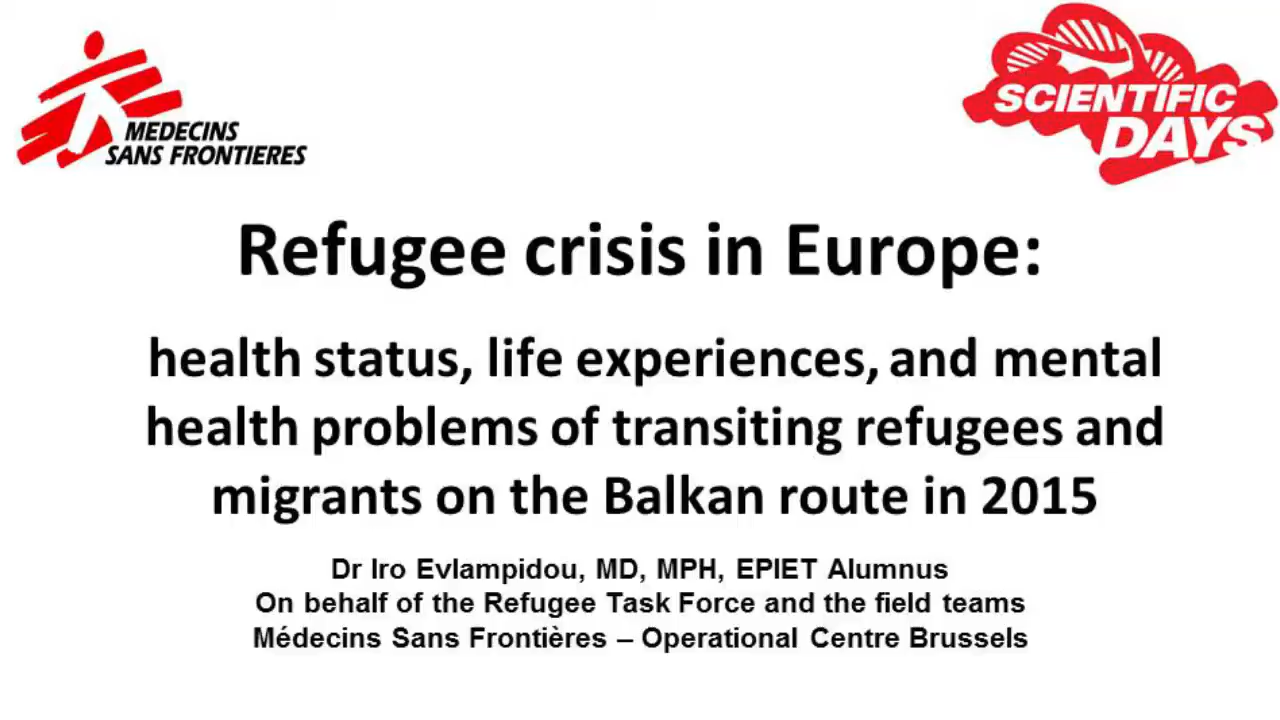 MEDECINS
SANS FRONTIERES
SCIENTIFIC
DAYS
Refugee crisis in Europe:
health status, life experiences, and mental
health problems of transiting refugees and
migrants on the Balkan route in 2015
Dr Iro Evlampidou, MD, MPH, EPIET Alumnus
On behalf of the Refugee Task Force and the field teams
Médecins Sans Frontières – Operational Centre Brussels